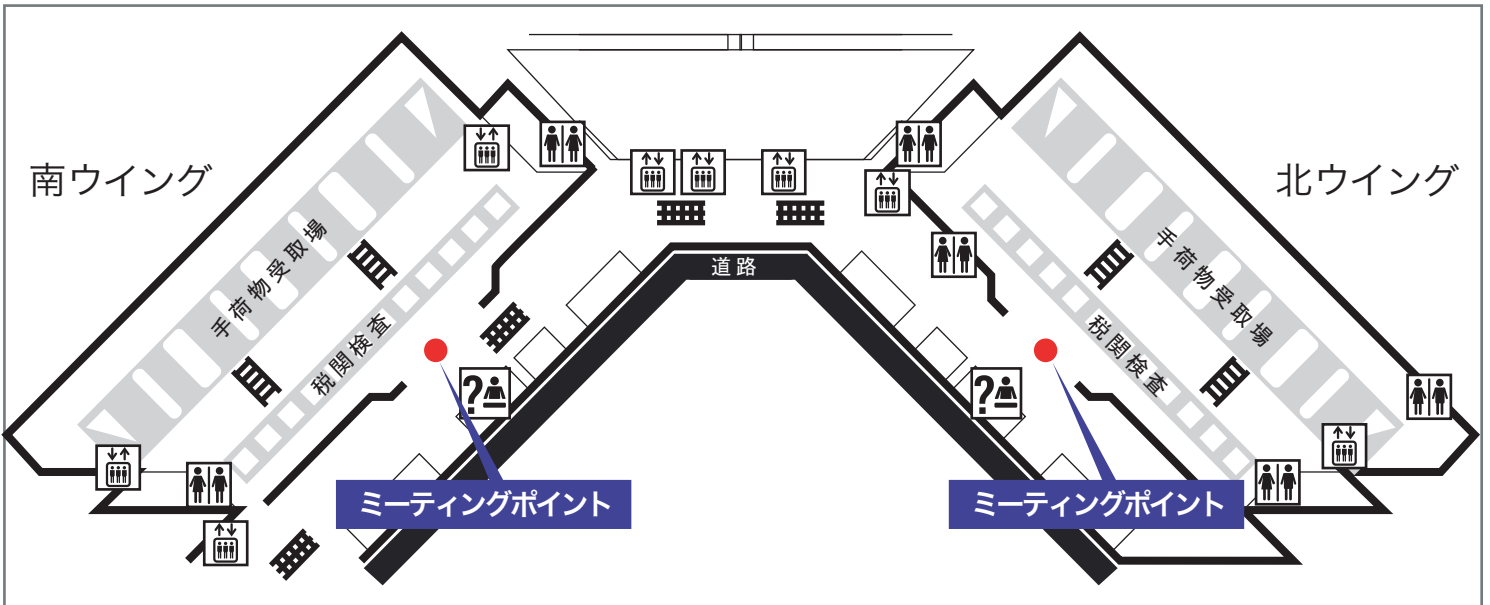 南ウイング
北ウイング
手荷物受取場
税関検査
道路
手荷物受取場
税関検査
?
?
ミーティングポイント
ミーティングポイント